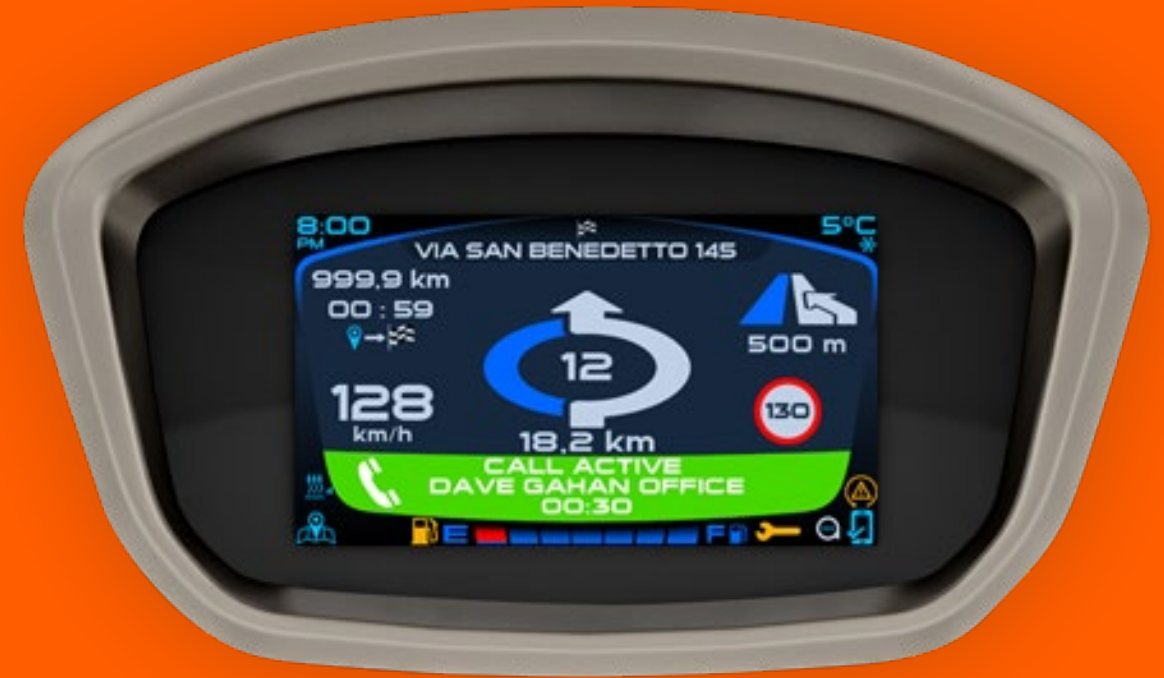 8:00
PM
5°C
VIA SAN BENEDETTO 145
999,9 km
00 : 59
12
500 m
128
km/h
130
18,2 km
CALL ACTIVE
DAVE GAHAN OFFICE
00:30
E
F